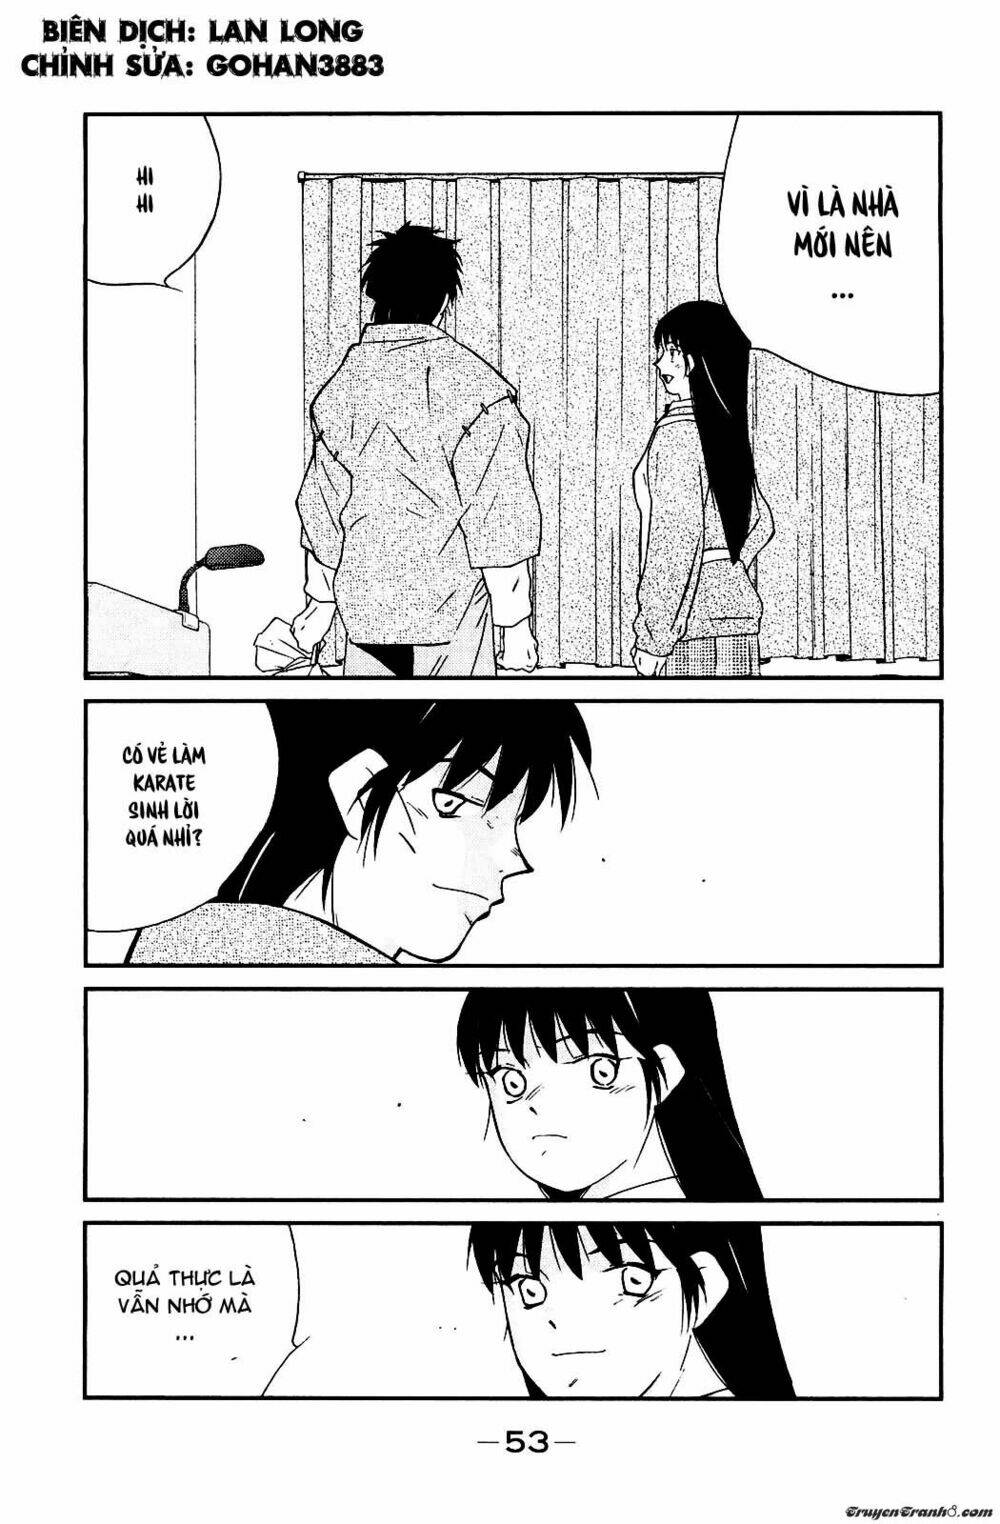 BIÊN DỊCH: LAN LONG
CHỈNH SỬA: GOHAN3883
VÌ LÀ NHÀ
MỚI NÊN
...
HI
HI
CÓ VẺ LÀM
KARATE
SINH LỜI
QUÁ NHỈ?
QUẢ THỰC LÀ
VẪN NHỚ MÀ
...
—53—
TruyenTranh8.com